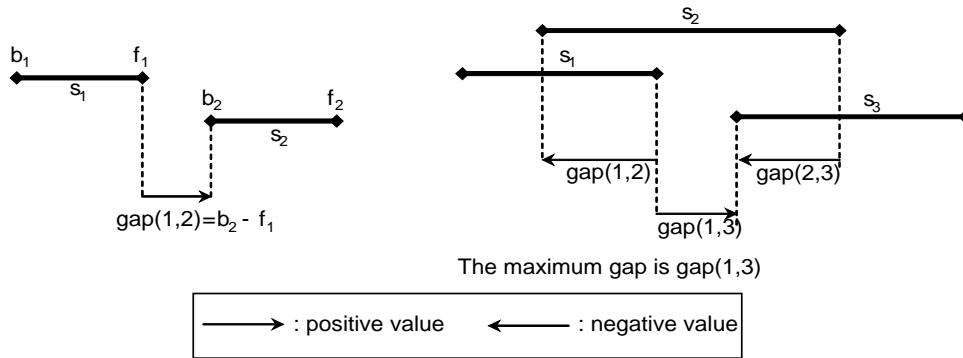 b1 f1
s1
b2 f2
s2
gap(1,2)=b2 - f1
s2
s1
s3
gap(1,2) gap(2,3)
gap(1,3)
The maximum gap is gap(1,3)
: positive value : negative value